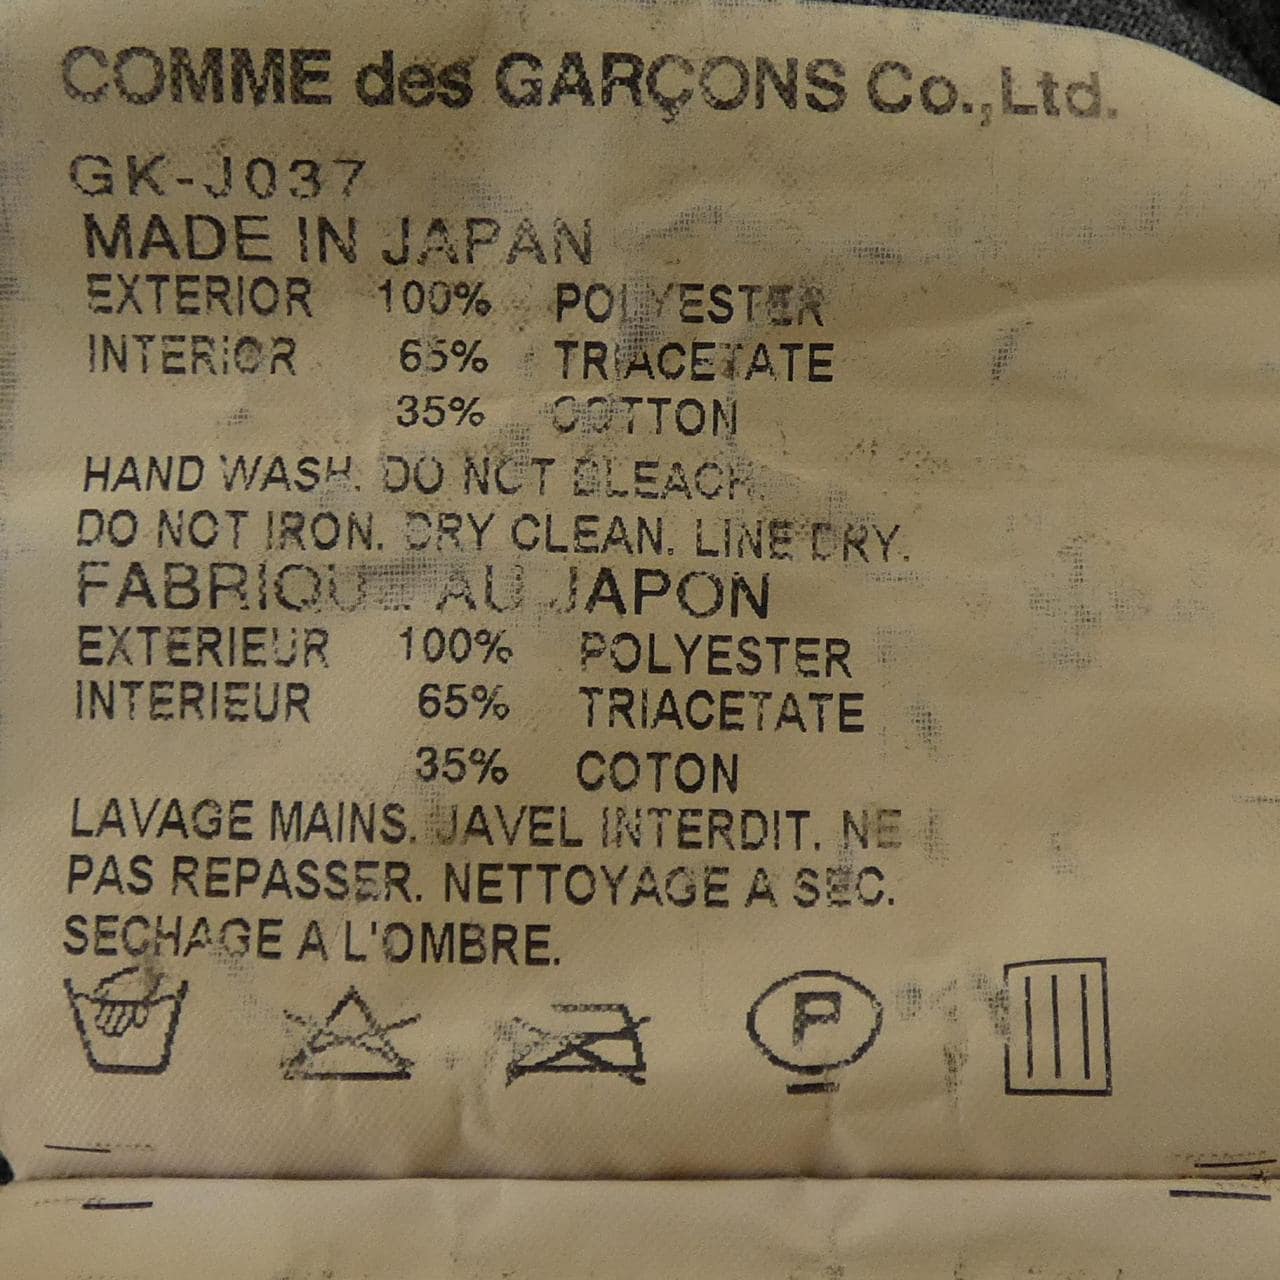 COMME des GARÇONS Co.,Ltd.
GK-J037
MADE IN JAPAN
EXTERIOR 100% POLYESTER
INTERIOR 65% TRIACETATE
35% COTTON
HAND WASH. DO NOT BLEACH.
DO NOT IRON. DRY CLEAN. LINE DRY.
FABRIQUE AU JAPON
EXTERIEUR 100% POLYESTER
INTERIEUR 65% TRIACETATE
35% COTON
LAVAGE MAINS. JAVEL INTERDIT. NE
PAS REPASSER. NETTOYAGE A SEC.
SECHAGE A L'OMBRE.
P